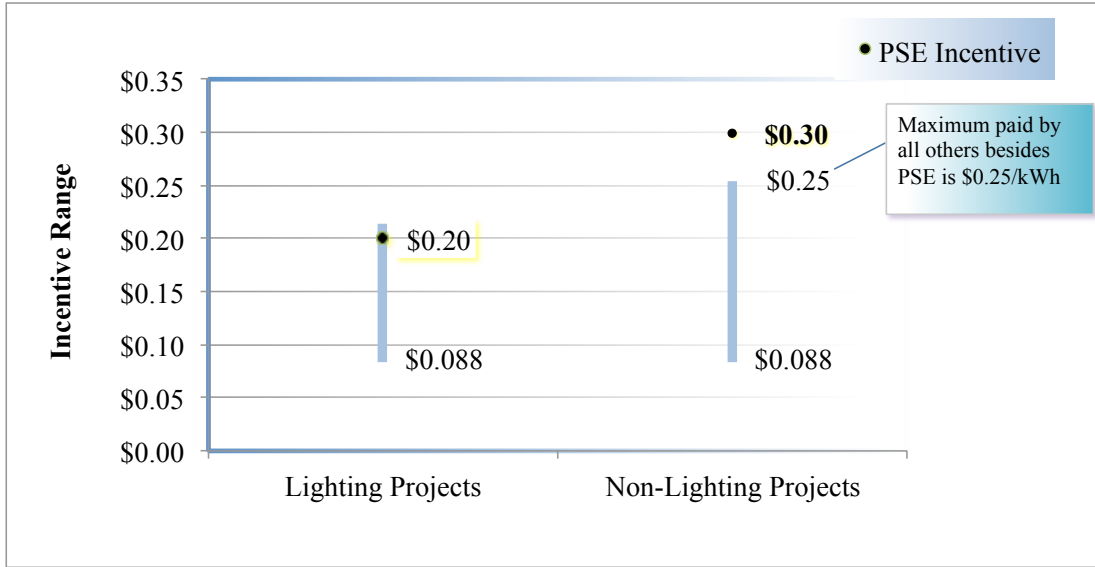 PSE Incentive
$0.35
$0.30
$0.25
$0.20
$0.15
$0.10
$0.05
$0.00
Incentive Range
$0.20
$0.088
$0.30
$0.25
$0.088
Maximum paid by
all others besides
PSE is $0.25/kWh
Lighting Projects
Non-Lighting Projects